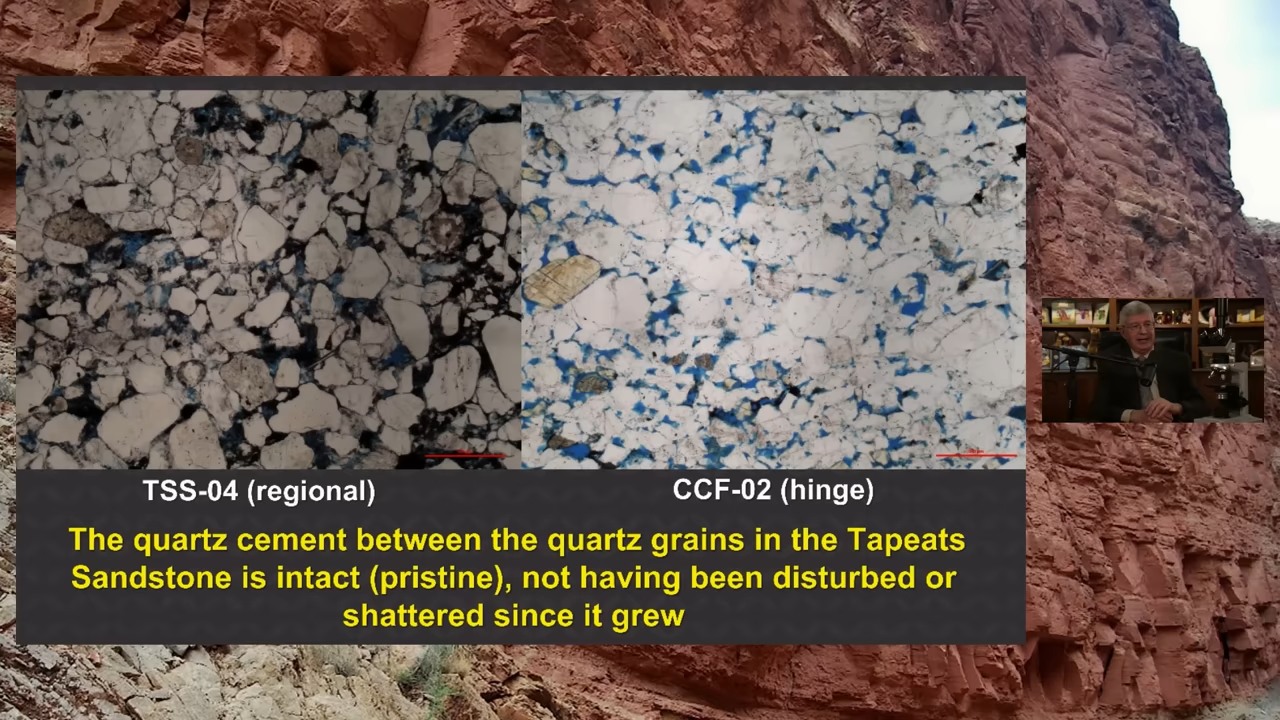 TSS-04 (regional)
CCF-02 (hinge)
The quartz cement between the quartz grains in the Tapeats
Sandstone is intact (pristine), not having been disturbed or
shattered since it grew